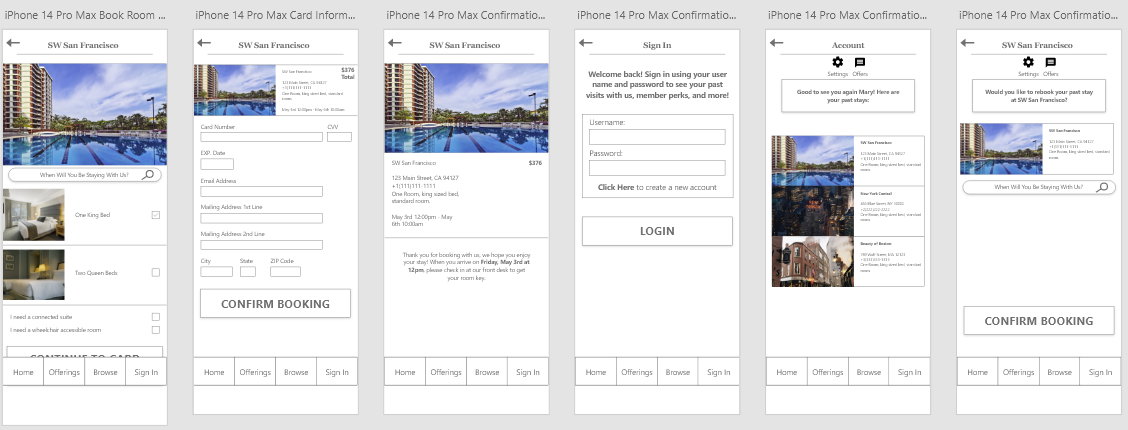 iPhone 14 Pro Max Book Room ...
SW San Francisco
When Will You Be Staying With Us?
One King Bed
Two Queen Beds
I need a connected suite
I need a wheelchair accessible room
CONTINUE TO CARD
Home Offerings Browse Sign In
iPhone 14 Pro Max Card Inform...
SW San Francisco
SW San Francisco
$376
Total
123 Main Street, CA 94127
+1(111)111-1111
One Room, king sized bed, standard
room.
May 3rd 12:00pm - May 6th 10:00am
Card Number CVV
EXP. Date
Email Address
Mailing Address 1st Line
Mailing Address 2nd Line
City State ZIP Code
CONFIRM BOOKING
Home Offerings Browse Sign In
iPhone 14 Pro Max Confirmatio...
SW San Francisco
SW San Francisco $376
123 Main Street, CA 94127
+1(111)111-1111
One Room, king sized bed,
standard room.
May 3rd 12:00pm - May
6th 10:00am
Thank you for booking with us, we hope you enjoy
your stay! When you arrive on Friday, May 3rd at
12pm, please check in at our front desk to get
your room key.
Home Offerings Browse Sign In
iPhone 14 Pro Max Confirmatio...
Sign In
Welcome back! Sign in using your user
name and password to see your past
visits with us, member perks, and more!
Username:
Password:
Click Here to create a new account
LOGIN
Home Offerings Browse Sign In
iPhone 14 Pro Max Confirmatio...
Account
Settings Offers
Good to see you again Mary! Here are
your past stays:
SW San Francisco
123 Main Street, CA 94127
+1(111)111-1111
One Room, king sized bed, standard
room.
New York Central
One Room, king sized bed, standard
room.
Beauty of Boston
One Room, king sized bed, standard
room.
Home Offerings Browse Sign In
iPhone 14 Pro Max Confirmatio...
SW San Francisco
Settings Offers
Would you like to rebook your past stay
at SW San Francisco?
SW San Francisco
123 Main Street, CA 94127
+1(111)111-1111
One Room, king sized bed, standard
room.
When Will You Be Staying With Us?
CONFIRM BOOKING
Home Offerings Browse Sign In